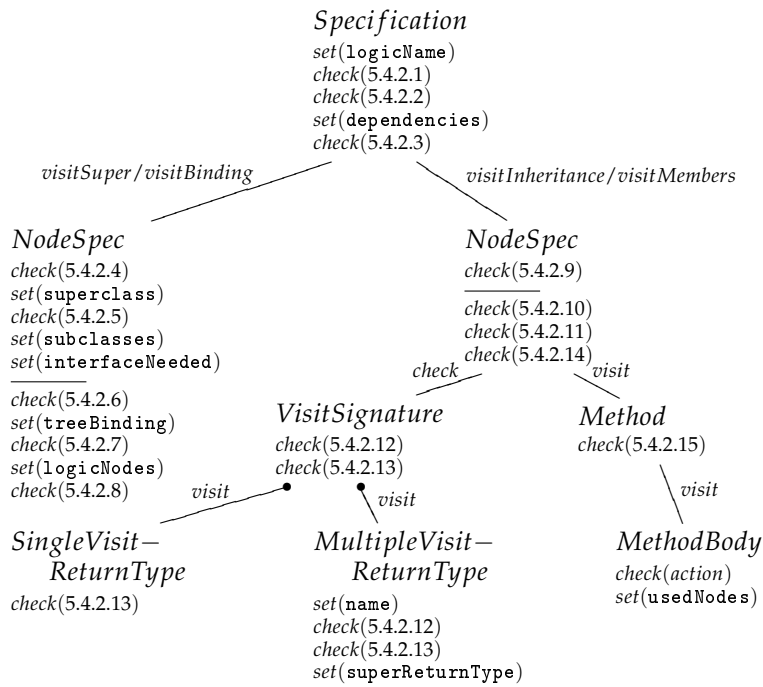 Specification
set(logicName)
check(5.4.2.1)
check(5.4.2.2)
set(dependencies)
check(5.4.2.3)
visitSuper/visitBinding
visitInheritance/visitMembers
NodeSpec
check(5.4.2.4)
set(superclass)
check(5.4.2.5)
set(subclasses)
set(interfaceNeeded)
check(5.4.2.6)
set(treeBinding)
check(5.4.2.7)
set(logicNodes)
check(5.4.2.8)
NodeSpec
check(5.4.2.9)
check(5.4.2.10)
check(5.4.2.11)
check(5.4.2.14)
check
visit
VisitSignature
check(5.4.2.12)
check(5.4.2.13)
Method
check(5.4.2.15)
visit
visit
visit
SingleVisit−
ReturnType
check(5.4.2.13)
MultipleVisit−
ReturnType
set(name)
check(5.4.2.12)
check(5.4.2.13)
set(superReturnType)
MethodBody
check(action)
set(usedNodes)